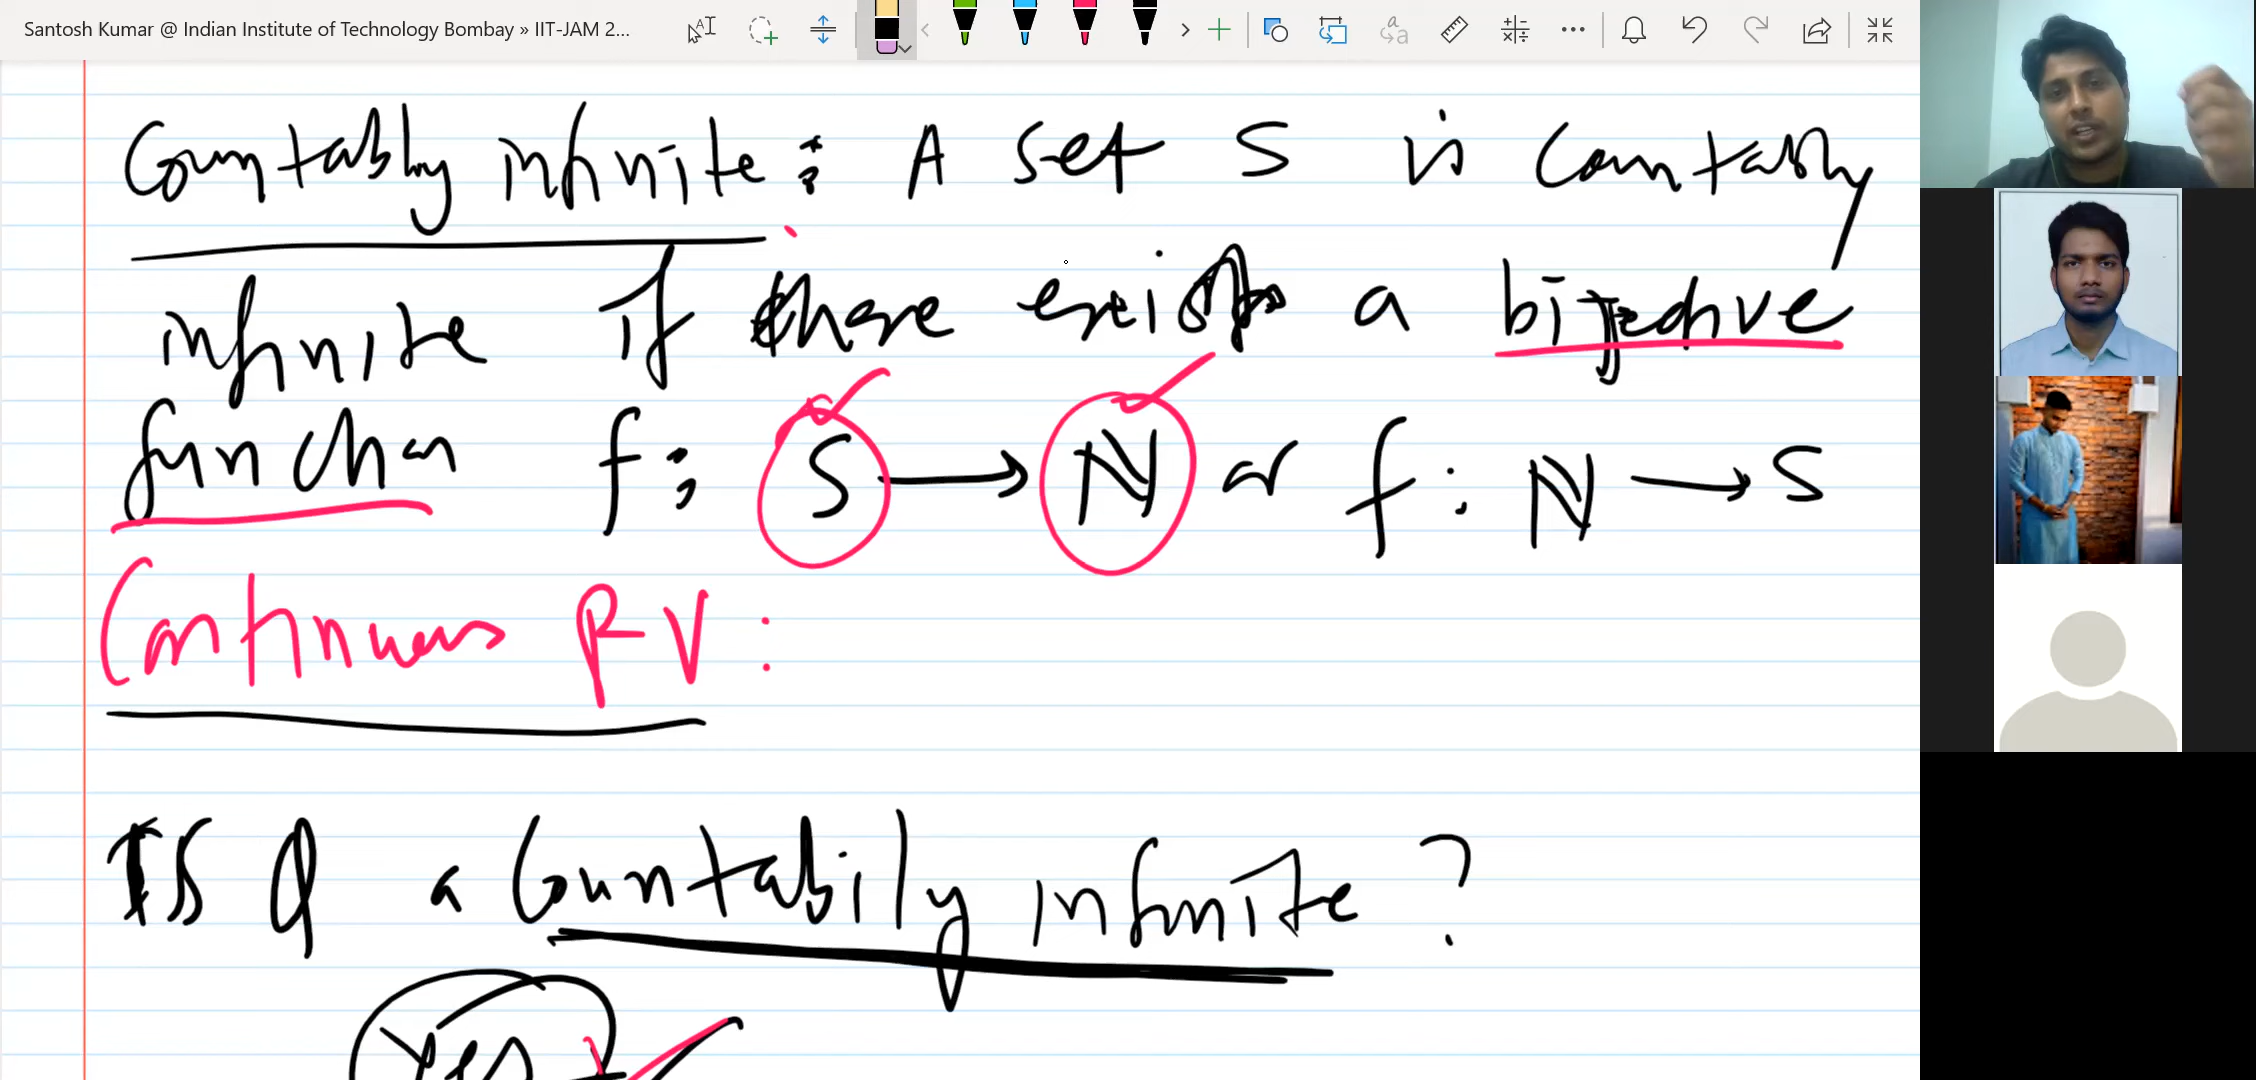 Santosh Kumar @ Indian Institute of Technology Bombay » IIT-JAM 2...
Countably infinite : A set S is Countably
infinite if there exists a bijective
function f : S → ℕ or f : ℕ → S
Continuous RV :
Is Q a Countabily infinite ?
Yes